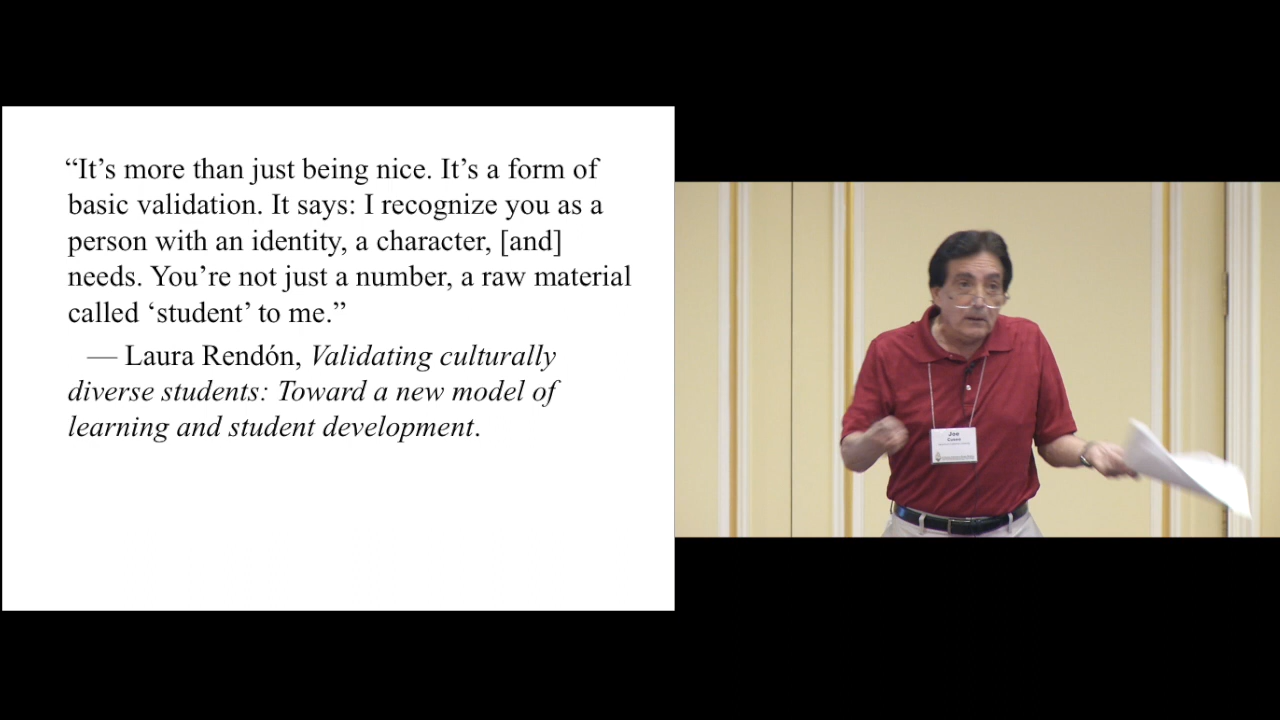 “It’s more than just being nice. It’s a form of
basic validation. It says: I recognize you as a
person with an identity, a character, [and]
needs. You’re not just a number, a raw material
called ‘student’ to me.”
— Laura Rendón, Validating culturally
diverse students: Toward a new model of
learning and student development.
Joe